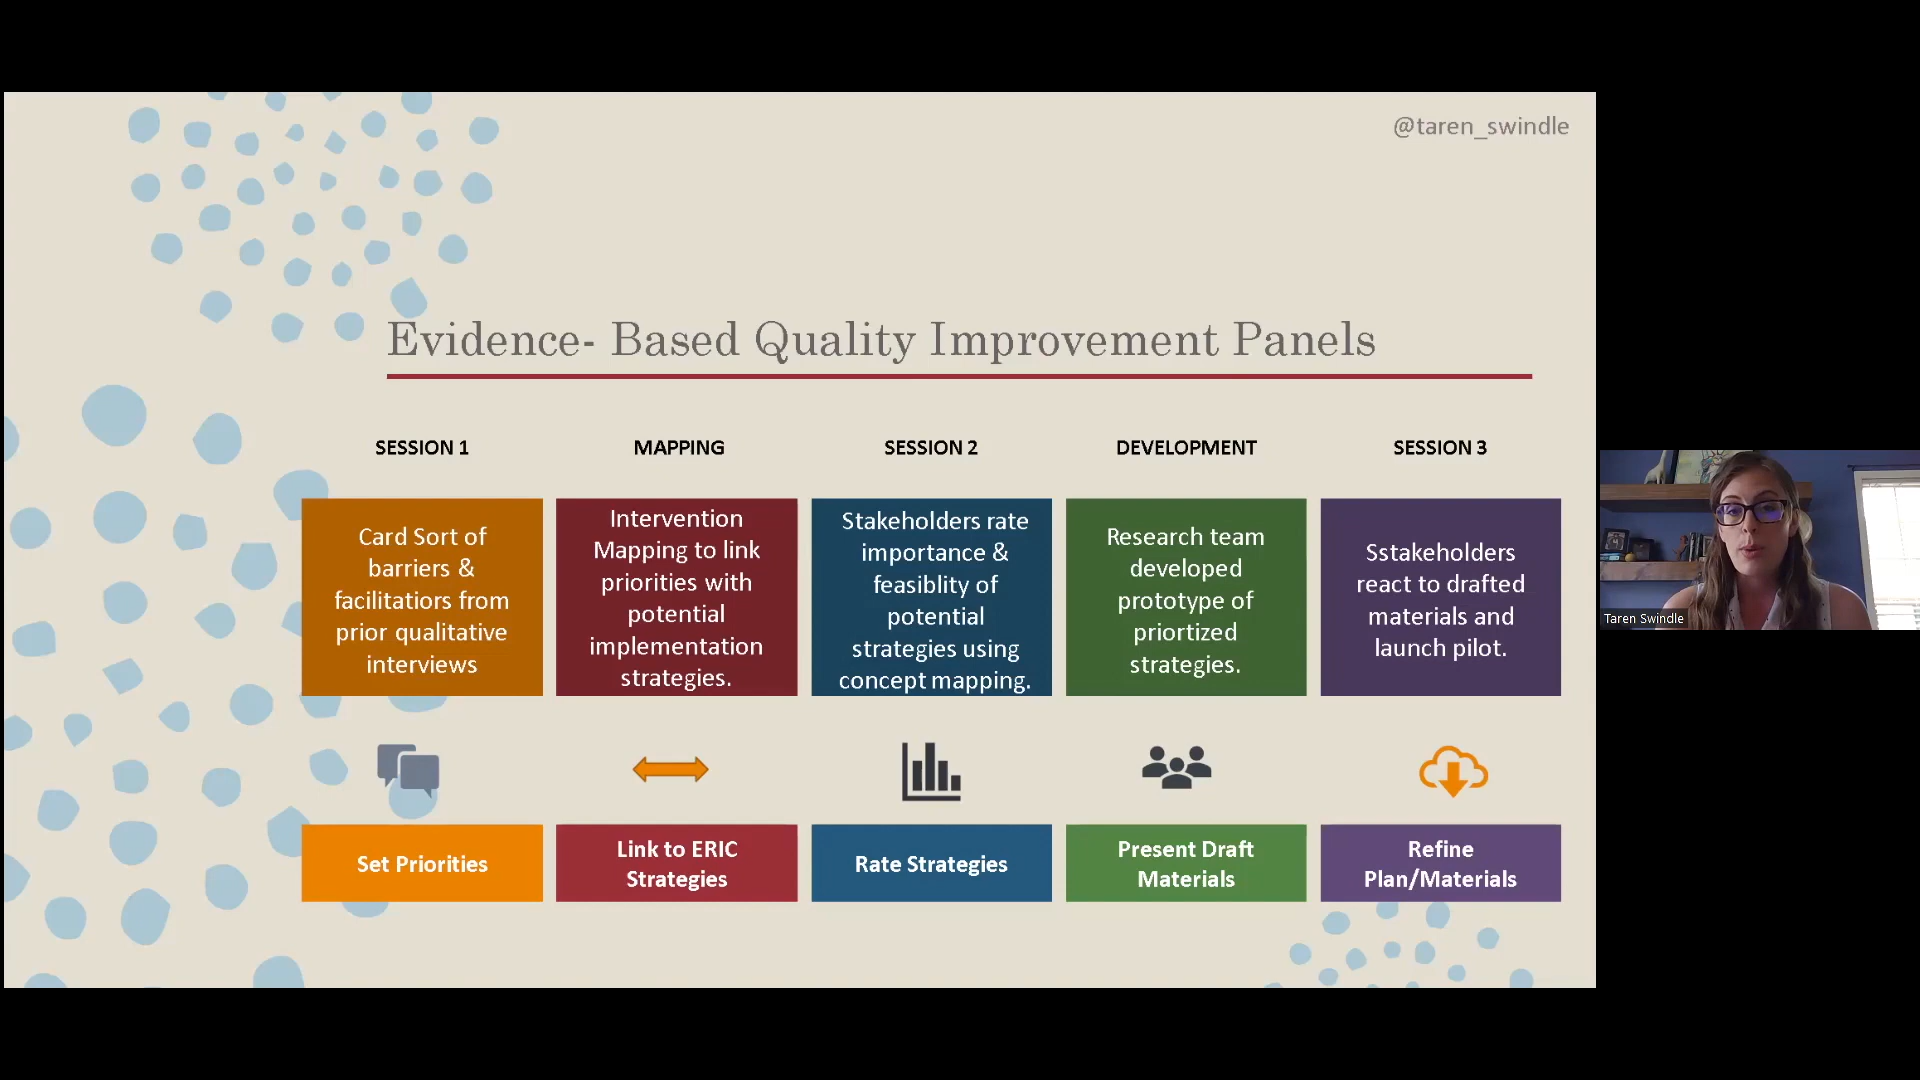 @taren_swindle
Evidence- Based Quality Improvement Panels
SESSION 1
MAPPING
SESSION 2
DEVELOPMENT
SESSION 3
Card Sort of
barriers &
facilitatiors from
prior qualitative
interviews
Intervention
Mapping to link
priorities with
potential
implementation
strategies.
Stakeholders rate
importance &
feasiblity of
potential
strategies using
concept mapping.
Research team
developed
prototype of
priortized
strategies.
Sstakeholders
react to drafted
materials and
launch pilot.
Set Priorities
Link to ERIC
Strategies
Rate Strategies
Present Draft
Materials
Refine
Plan/Materials
Taren Swindle